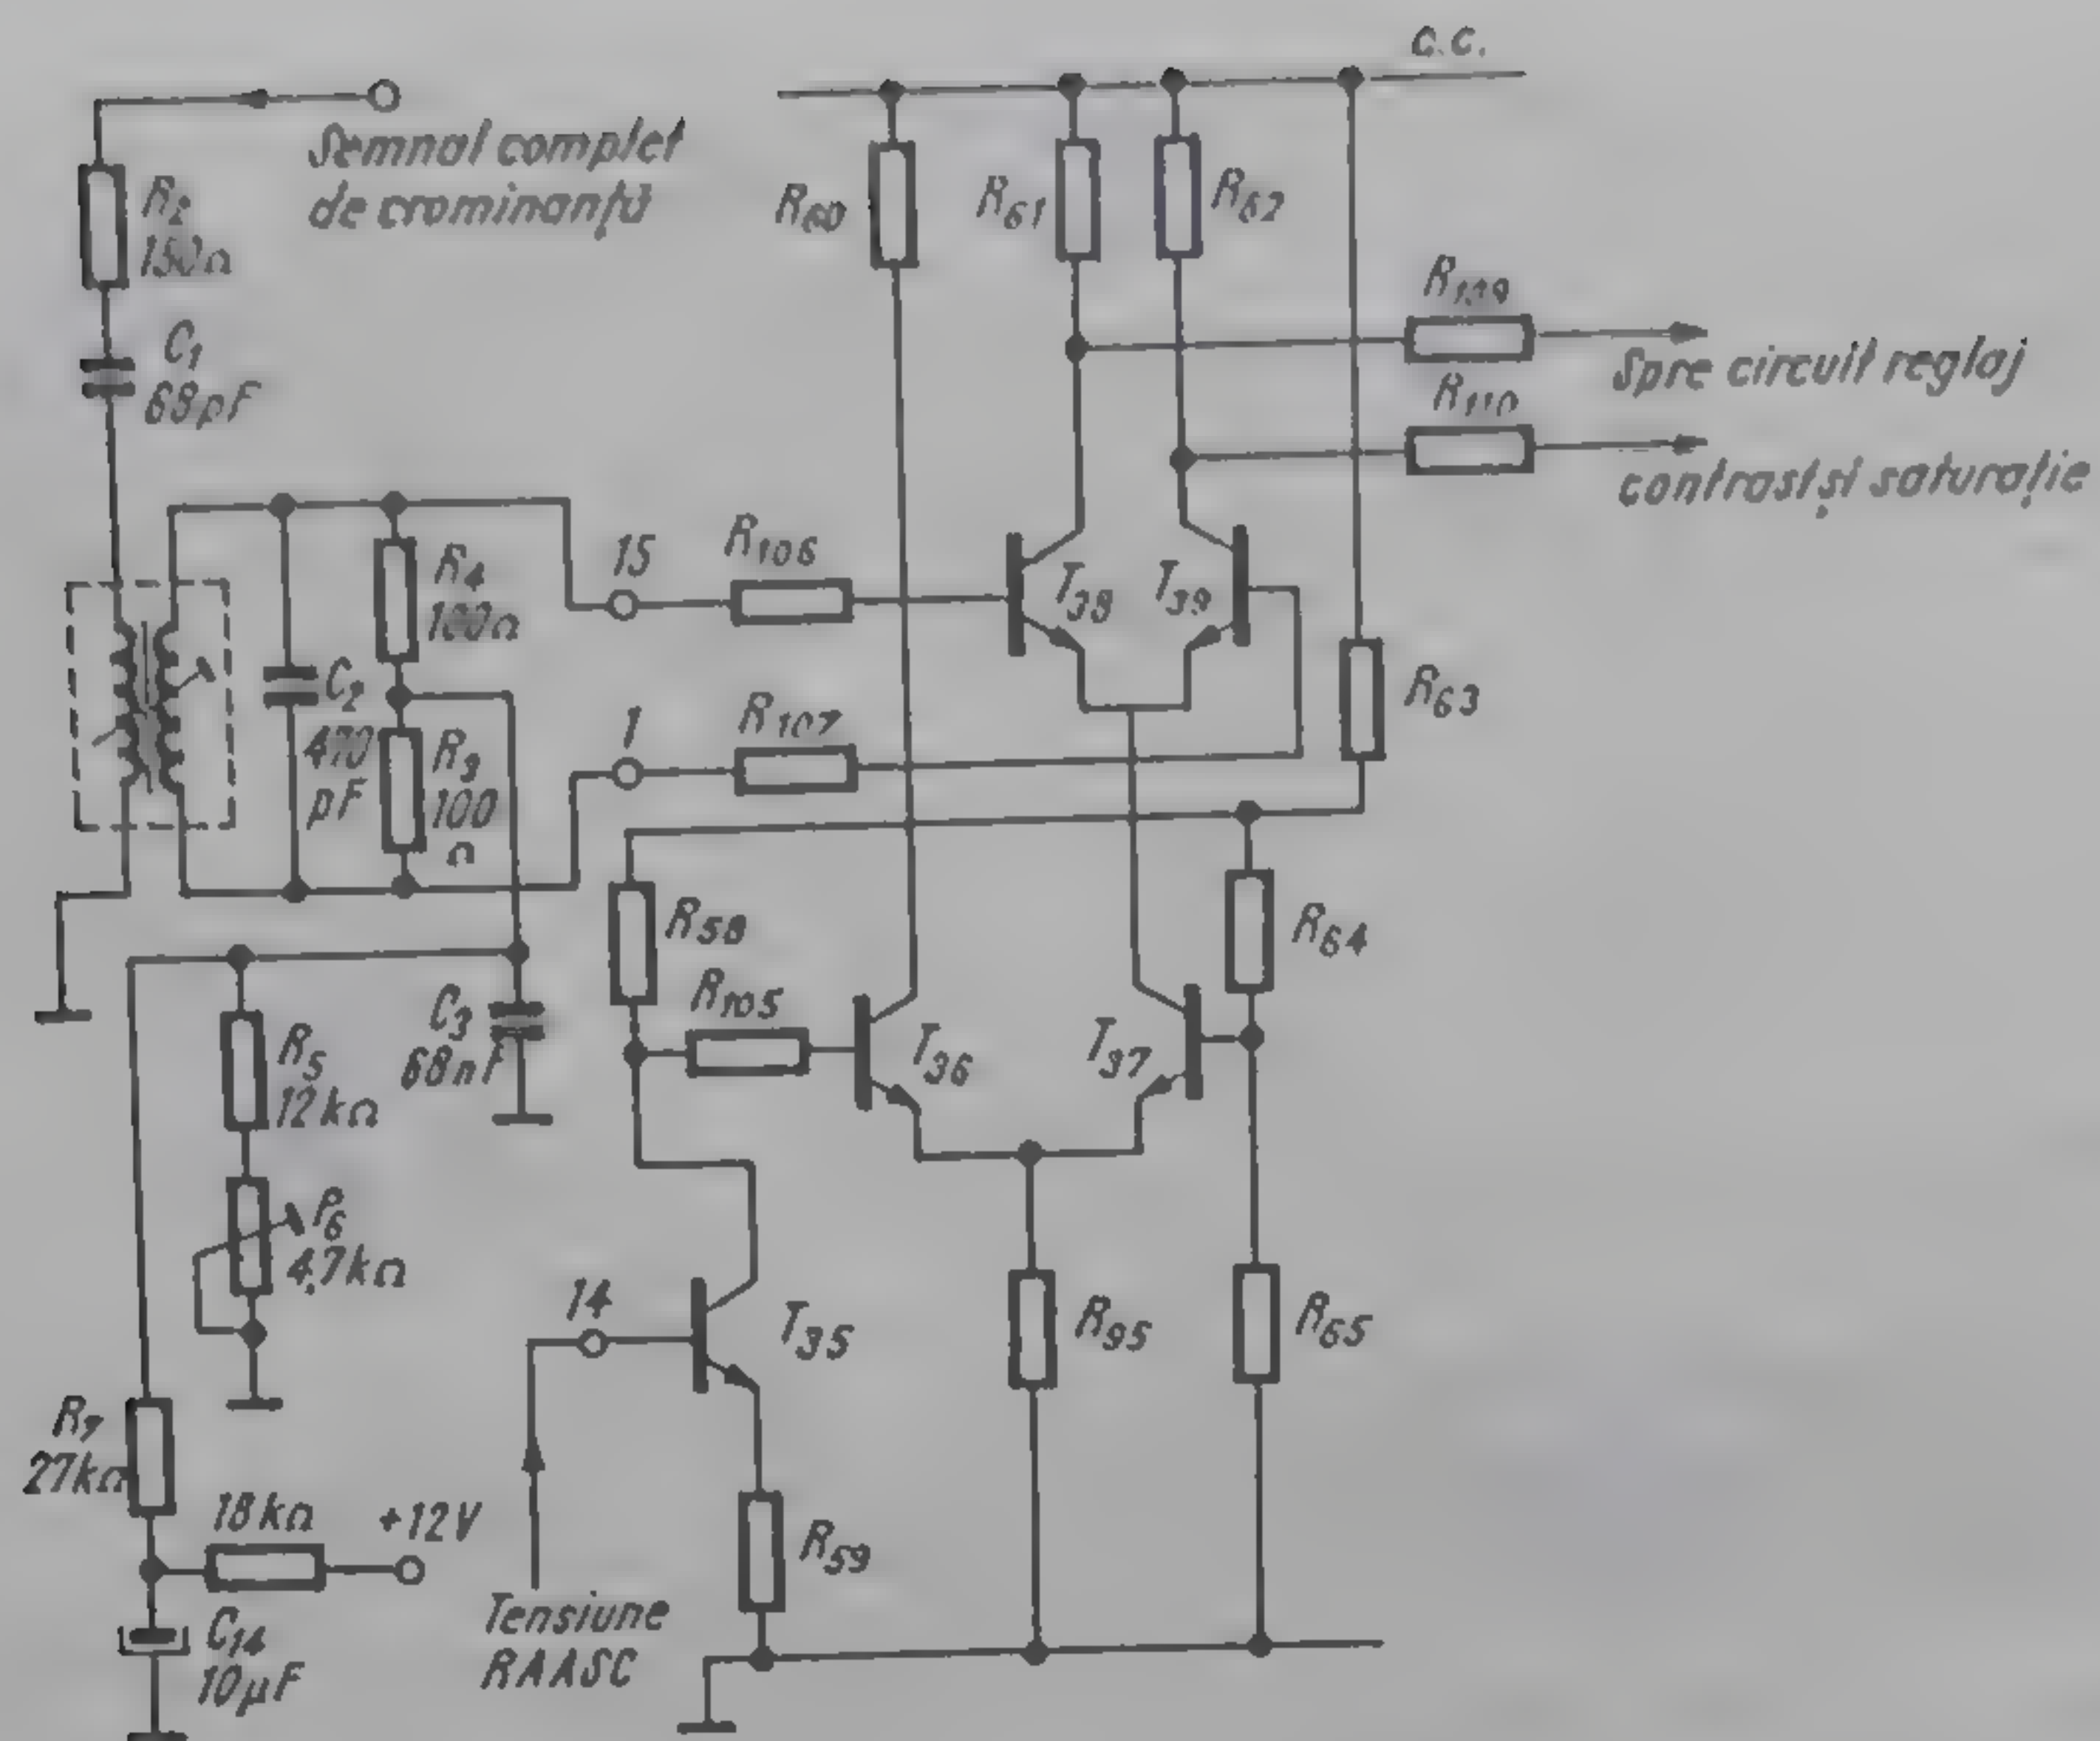 c.c.
Semnal complet
de crominanță
R2
150Ω
R60
R61
R62
R109
Spre circuit reglaj
R110
contrast și saturație
C1
68pF
15
R106
R4
100Ω
T38
T39
C2
470
pF
R3
100
Ω
1
R107
R63
R58
R64
R105
C3
68nF
T36
T37
R5
12kΩ
P6
4,7kΩ
14
T35
R95
R65
R7
27kΩ
18kΩ
+12V
R59
C14
10µF
Tensiune
RAASC